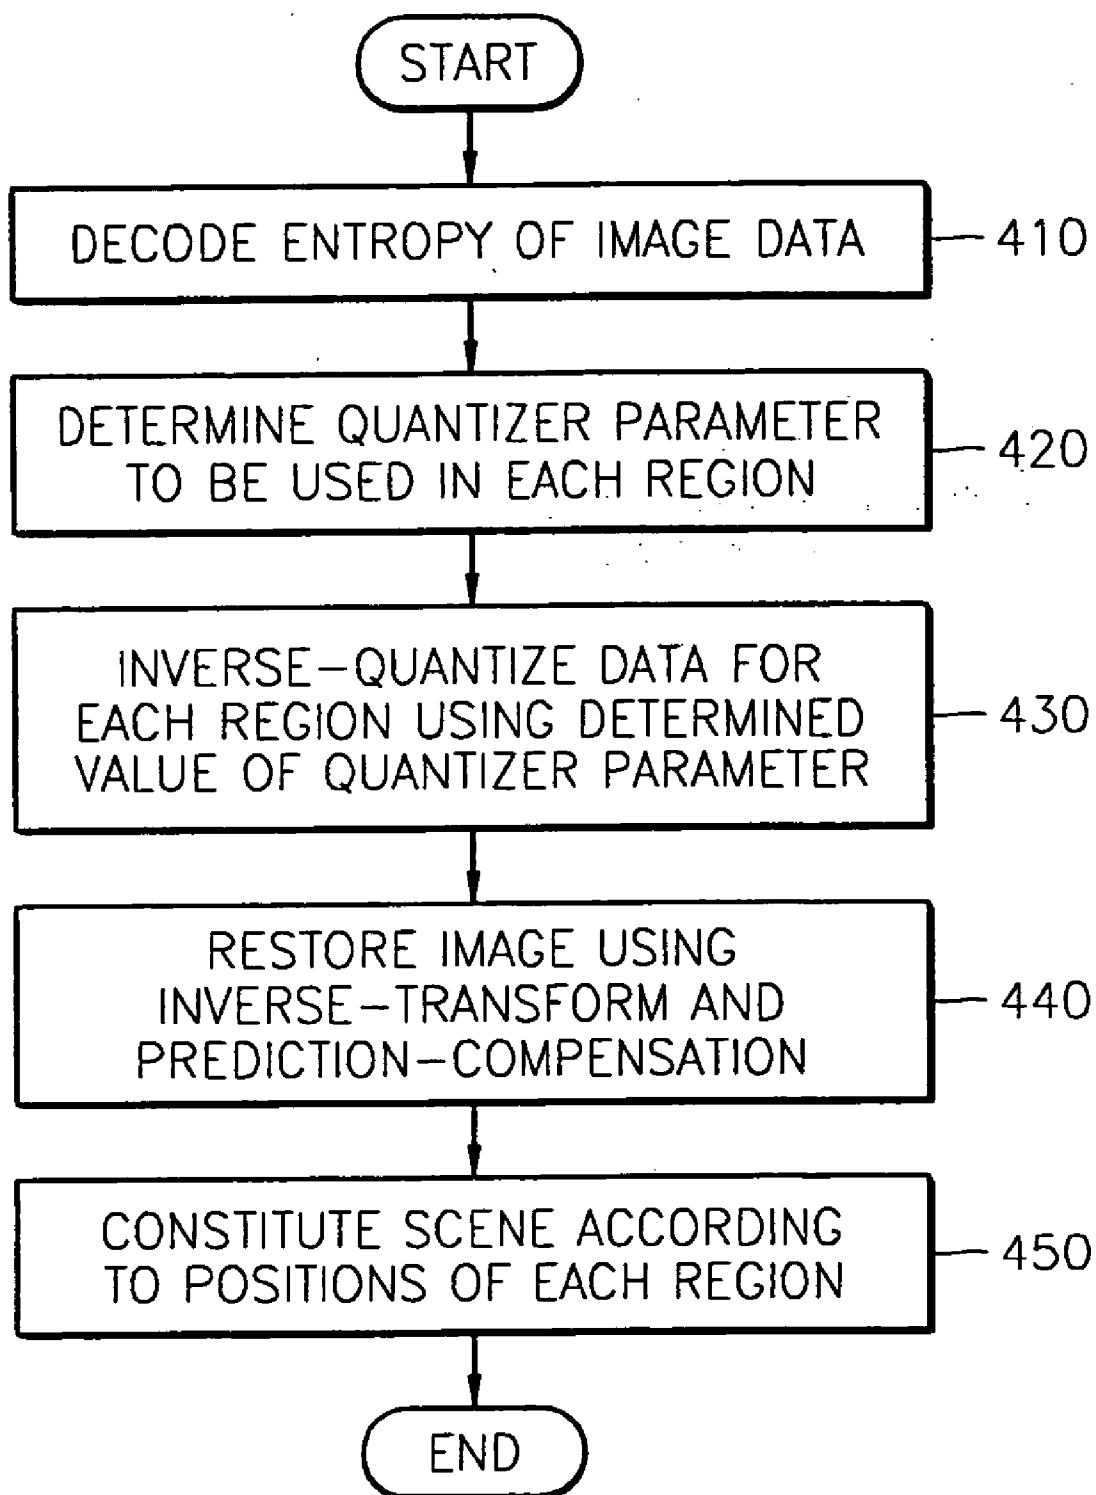 START
DECODE ENTROPY OF IMAGE DATA
410
DETERMINE QUANTIZER PARAMETER
TO BE USED IN EACH REGION
420
INVERSE-QUANTIZE DATA FOR
EACH REGION USING DETERMINED
VALUE OF QUANTIZER PARAMETER
430
RESTORE IMAGE USING
INVERSE-TRANSFORM AND
PREDICTION-COMPENSATION
440
CONSTITUTE SCENE ACCORDING
TO POSITIONS OF EACH REGION
450
END